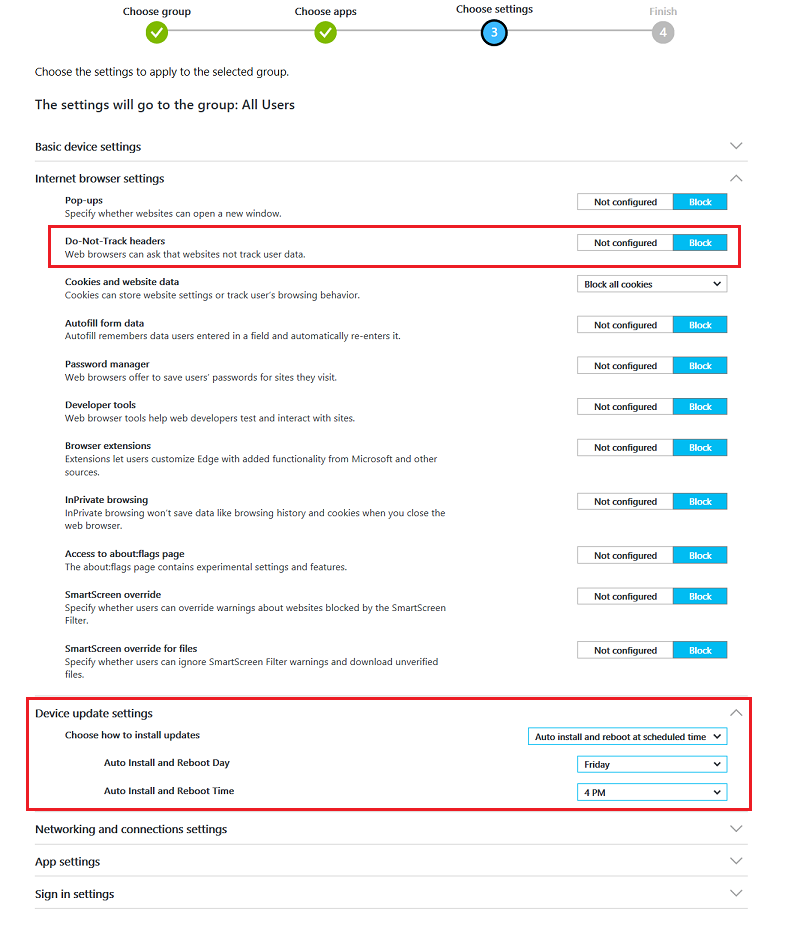 Choose group
Choose apps
Choose settings
Finish
3
4
Choose the settings to apply to the selected group.
The settings will go to the group: All Users
Basic device settings
Internet browser settings
Pop-ups
Specify whether websites can open a new window.
Not configured
Block
Do-Not-Track headers
Web browsers can ask that websites not track user data.
Not configured
Block
Cookies and website data
Cookies can store website settings or track user's browsing behavior.
Block all cookies
Autofill form data
Autofill remembers data users entered in a field and automatically re-enters it.
Not configured
Block
Password manager
Web browsers offer to save users' passwords for sites they visit.
Not configured
Block
Developer tools
Web browser tools help web developers test and interact with sites.
Not configured
Block
Browser extensions
Extensions let users customize Edge with added functionality from Microsoft and other
sources.
Not configured
Block
InPrivate browsing
InPrivate browsing won't save data like browsing history and cookies when you close the
web browser.
Not configured
Block
Access to about:flags page
The about:flags page contains experimental settings and features.
Not configured
Block
SmartScreen override
Specify whether users can override warnings about websites blocked by the SmartScreen
Filter.
Not configured
Block
SmartScreen override for files
Specify whether users can ignore SmartScreen Filter warnings and download unverified
files.
Not configured
Block
Device update settings
Choose how to install updates
Auto install and reboot at scheduled time
Auto Install and Reboot Day
Friday
Auto Install and Reboot Time
4 PM
Networking and connections settings
App settings
Sign in settings